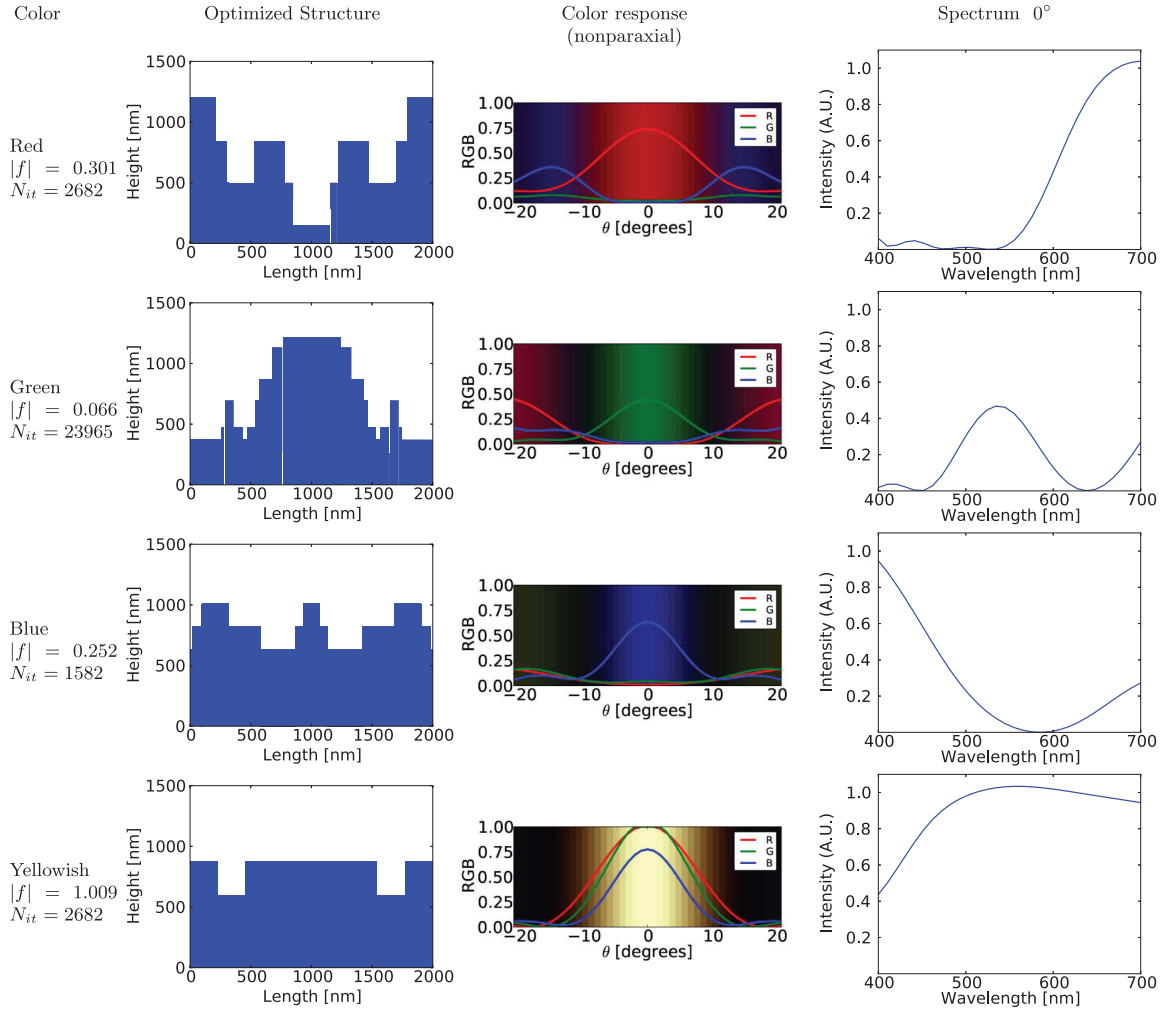 Color
Optimized Structure
Color response
(nonparaxial)
Spectrum 0°
Red
|f| = 0.301
N_it = 2682
1500
1000
500
0
Height [nm]
0 500 1000 1500 2000
Length [nm]
1.00
0.75
0.50
0.25
0.00
RGB
R
G
B
−20 −10 0 10 20
θ [degrees]
1.0
0.8
0.6
0.4
0.2
Intensity (A.U.)
400 500 600 700
Wavelength [nm]
Green
|f| = 0.066
N_it = 23965
1500
1000
500
0
Height [nm]
0 500 1000 1500 2000
Length [nm]
1.00
0.75
0.50
0.25
0.00
RGB
R
G
B
−20 −10 0 10 20
θ [degrees]
1.0
0.8
0.6
0.4
0.2
Intensity (A.U.)
400 500 600 700
Wavelength [nm]
Blue
|f| = 0.252
N_it = 1582
1500
1000
500
0
Height [nm]
0 500 1000 1500 2000
Length [nm]
1.00
0.75
0.50
0.25
0.00
RGB
R
G
B
−20 −10 0 10 20
θ [degrees]
1.0
0.8
0.6
0.4
0.2
Intensity (A.U.)
400 500 600 700
Wavelength [nm]
Yellowish
|f| = 1.009
N_it = 2682
1500
1000
500
0
Height [nm]
0 500 1000 1500 2000
Length [nm]
1.00
0.75
0.50
0.25
0.00
RGB
R
G
B
−20 −10 0 10 20
θ [degrees]
1.0
0.8
0.6
0.4
0.2
Intensity (A.U.)
400 500 600 700
Wavelength [nm]